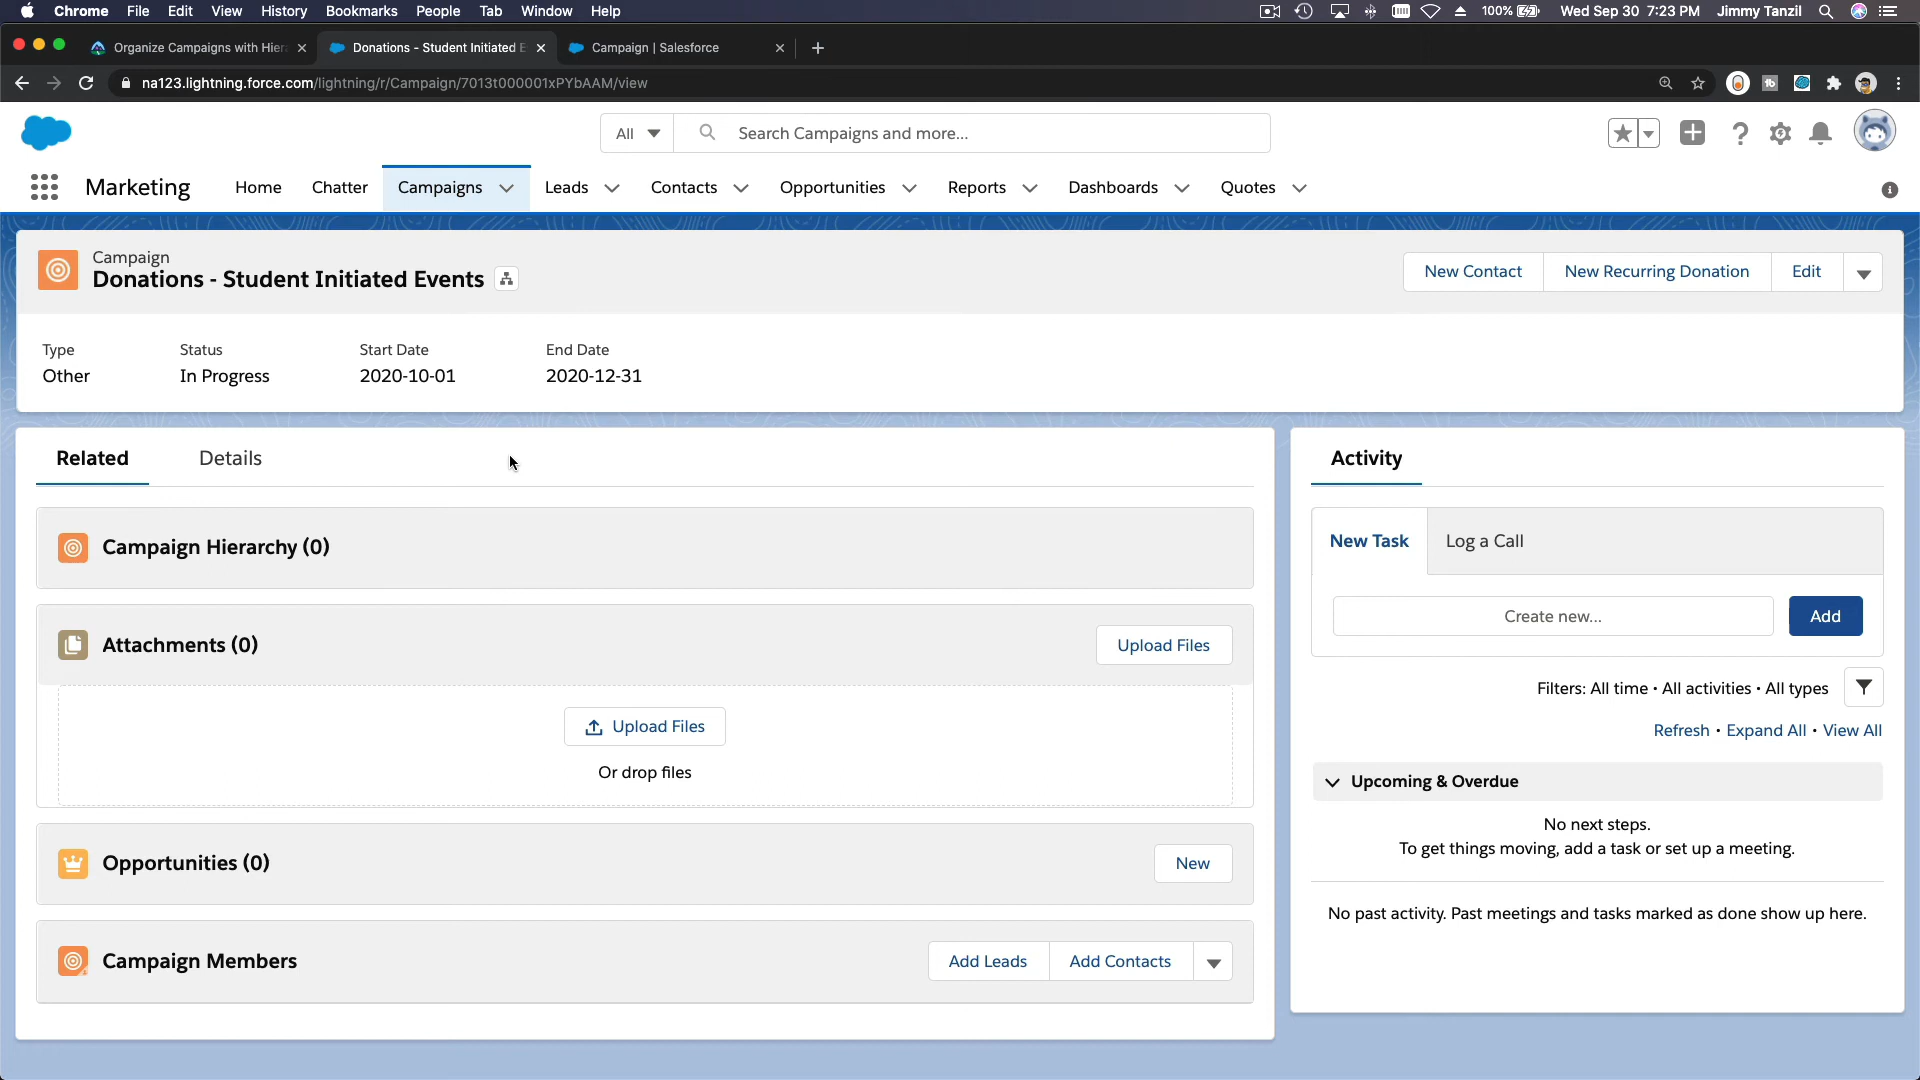 Chrome File Edit View History Bookmarks People Tab Window Help 100% Wed Sep 30 7:23 PM Jimmy Tanzil
Organize Campaigns with Hier
Donations - Student Initiated E
Campaign | Salesforce
na123.lightning.force.com/lightning/r/Campaign/7013t000001xPYbAAM/view
All Search Campaigns and more...
Marketing Home Chatter Campaigns Leads Contacts Opportunities Reports Dashboards Quotes
Campaign
Donations - Student Initiated Events
New Contact New Recurring Donation Edit
Type Status Start Date End Date
Other In Progress 2020-10-01 2020-12-31
Related Details
Campaign Hierarchy (0)
Attachments (0) Upload Files
Upload Files
Or drop files
Opportunities (0) New
Campaign Members Add Leads Add Contacts
Activity
New Task Log a Call
Create new... Add
Filters: All time • All activities • All types
Refresh • Expand All • View All
Upcoming & Overdue
No next steps.
To get things moving, add a task or set up a meeting.
No past activity. Past meetings and tasks marked as done show up here.